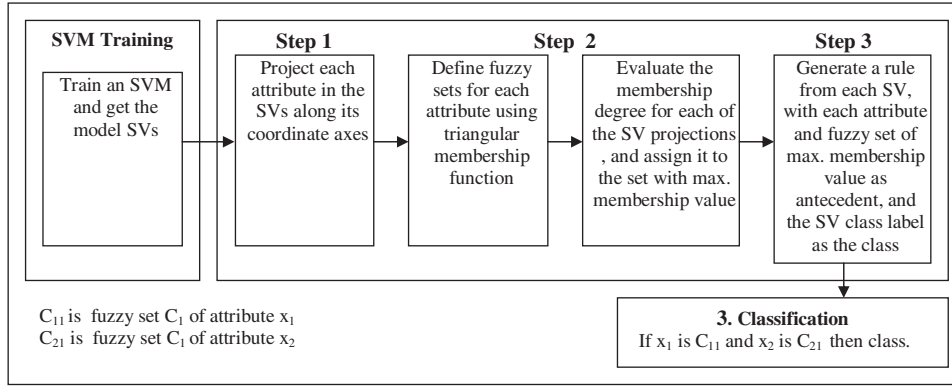 SVM Training
Train an SVM
and get the
model SVs
Step 1
Project each
attribute in the
SVs along its
coordinate axes
Step 2
Define fuzzy
sets for each
attribute using
triangular
membership
function
Evaluate the
membership
degree for each of
the SV projections
, and assign it to
the set with max.
membership value
Step 3
Generate a rule
from each SV,
with each attribute
and fuzzy set of
max. membership
value as
antecedent, and
the SV class label
as the class
C₁₁ is fuzzy set C₁ of attribute x₁
C₂₁ is fuzzy set C₁ of attribute x₂
3. Classification
If x₁ is C₁₁ and x₂ is C₂₁ then class.